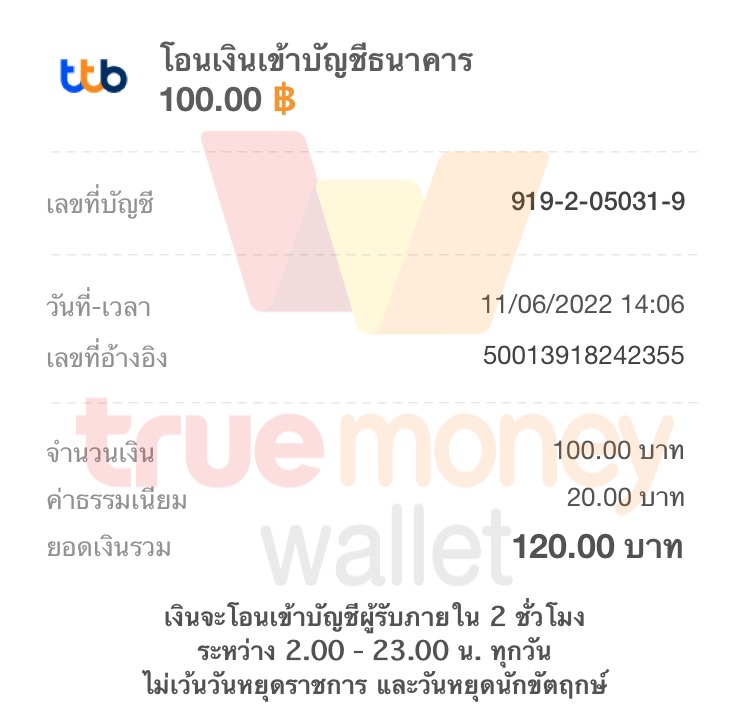 ttb
โอนเงินเข้าบัญชีธนาคาร
100.00 ฿
เลขที่บัญชี 919-2-05031-9
วันที่-เวลา 11/06/2022 14:06
เลขที่อ้างอิง 50013918242355
true money
จำนวนเงิน 100.00 บาท
ค่าธรรมเนียม 20.00 บาท
wallet
ยอดเงินรวม 120.00 บาท
เงินจะโอนเข้าบัญชีผู้รับภายใน 2 ชั่วโมง
ระหว่าง 2.00 - 23.00 น. ทุกวัน
ไม่เว้นวันหยุดราชการ และวันหยุดนักขัตฤกษ์